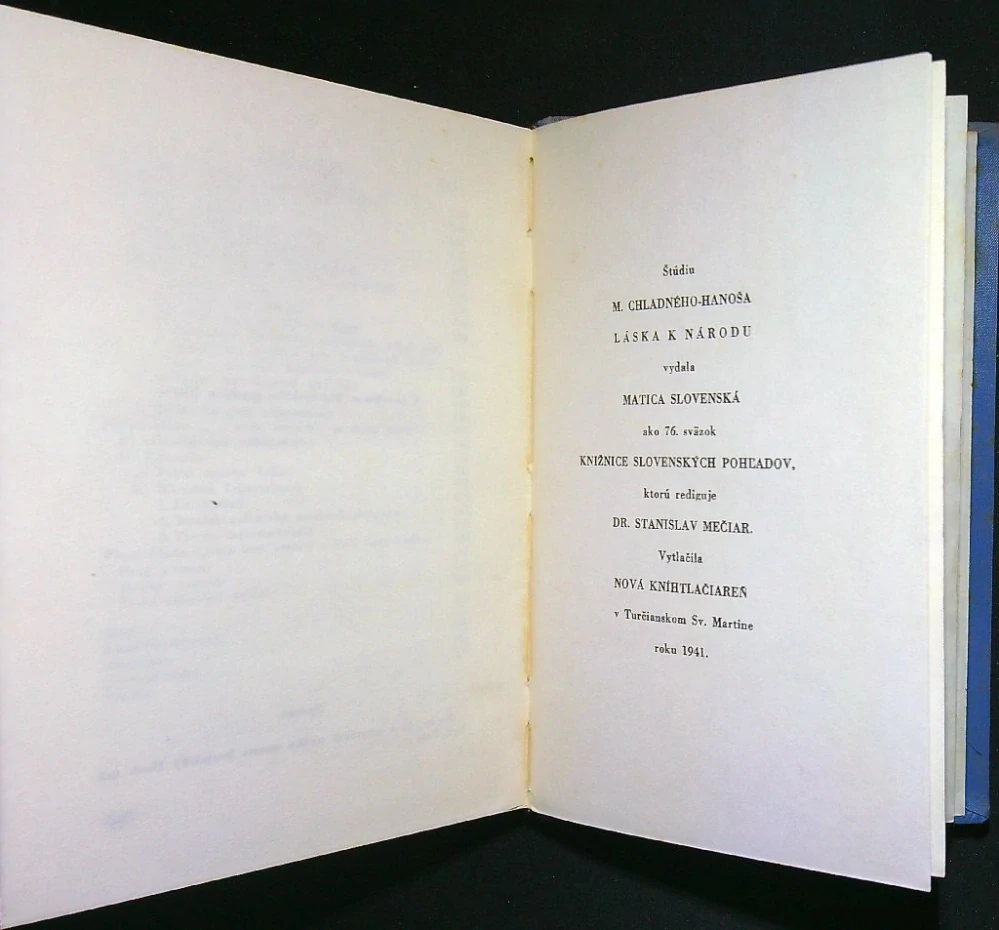 Štúdiu
M. CHLADNÉHO-HANOŠA
LÁSKA K NÁRODU
vydala
MATICA SLOVENSKÁ
ako 76. sväzok
KNIŽNICE SLOVENSKÝCH POHĽADOV,
ktorú rediguje
DR. STANISLAV MEČIAR.
Vytlačila
NOVÁ KNÍHTLAČIAREŇ
v Turčianskom Sv. Martine
roku 1941.